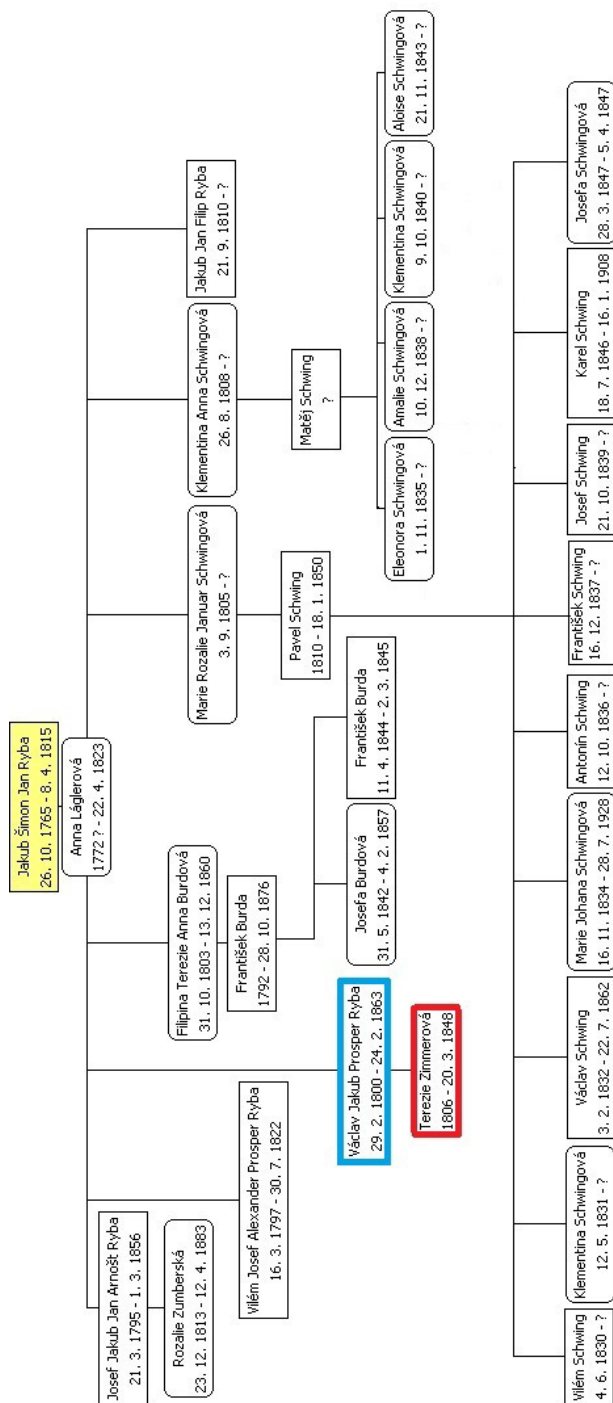 Jakub Šimon Jan Ryba
26. 10. 1765 - 8. 4. 1815
Anna Láglerová
1772 ? - 22. 4. 1823
Josef Jakub Jan Arnošt Ryba
21. 3. 1795 - 1. 3. 1856
Rozalie Zumberská
23. 12. 1813 - 12. 4. 1883
Vilém Josef Alexander Prosper Ryba
16. 3. 1797 - 30. 7. 1822
Václav Jakub Prosper Ryba
29. 2. 1800 - 24. 2. 1863
Terezie Zimmerová
1806 - 20. 3. 1848
Filipina Terezie Anna Burdová
31. 10. 1803 - 13. 12. 1860
František Burda
1792 - 28. 10. 1876
Josefa Burdová
31. 5. 1842 - 4. 2. 1857
František Burda
11. 4. 1844 - 2. 3. 1845
Marie Rozalie Januar Schwingová
3. 9. 1805 - ?
Pavel Schwing
1810 - 18. 1. 1850
Klementina Anna Schwingová
26. 8. 1808 - ?
Matěj Schwing
?
Jakub Jan Filip Ryba
21. 9. 1810 - ?
Eleonora Schwingová
1. 11. 1835 - ?
Amalie Schwingová
10. 12. 1838 - ?
Klementina Schwingová
9. 10. 1840 - ?
Aloise Schwingová
21. 11. 1843 - ?
Vilém Schwing
4. 6. 1830 - ?
Klementina Schwingová
12. 5. 1831 - ?
Václav Schwing
3. 2. 1832 - 22. 7. 1862
Marie Johana Schwingová
16. 11. 1834 - 28. 7. 1928
Antonín Schwing
12. 10. 1836 - ?
František Schwing
16. 12. 1837 - ?
Josef Schwing
21. 10. 1839 - ?
Karel Schwing
18. 7. 1846 - 16. 1. 1908
Josefa Schwingová
28. 3. 1847 - 5. 4. 1847